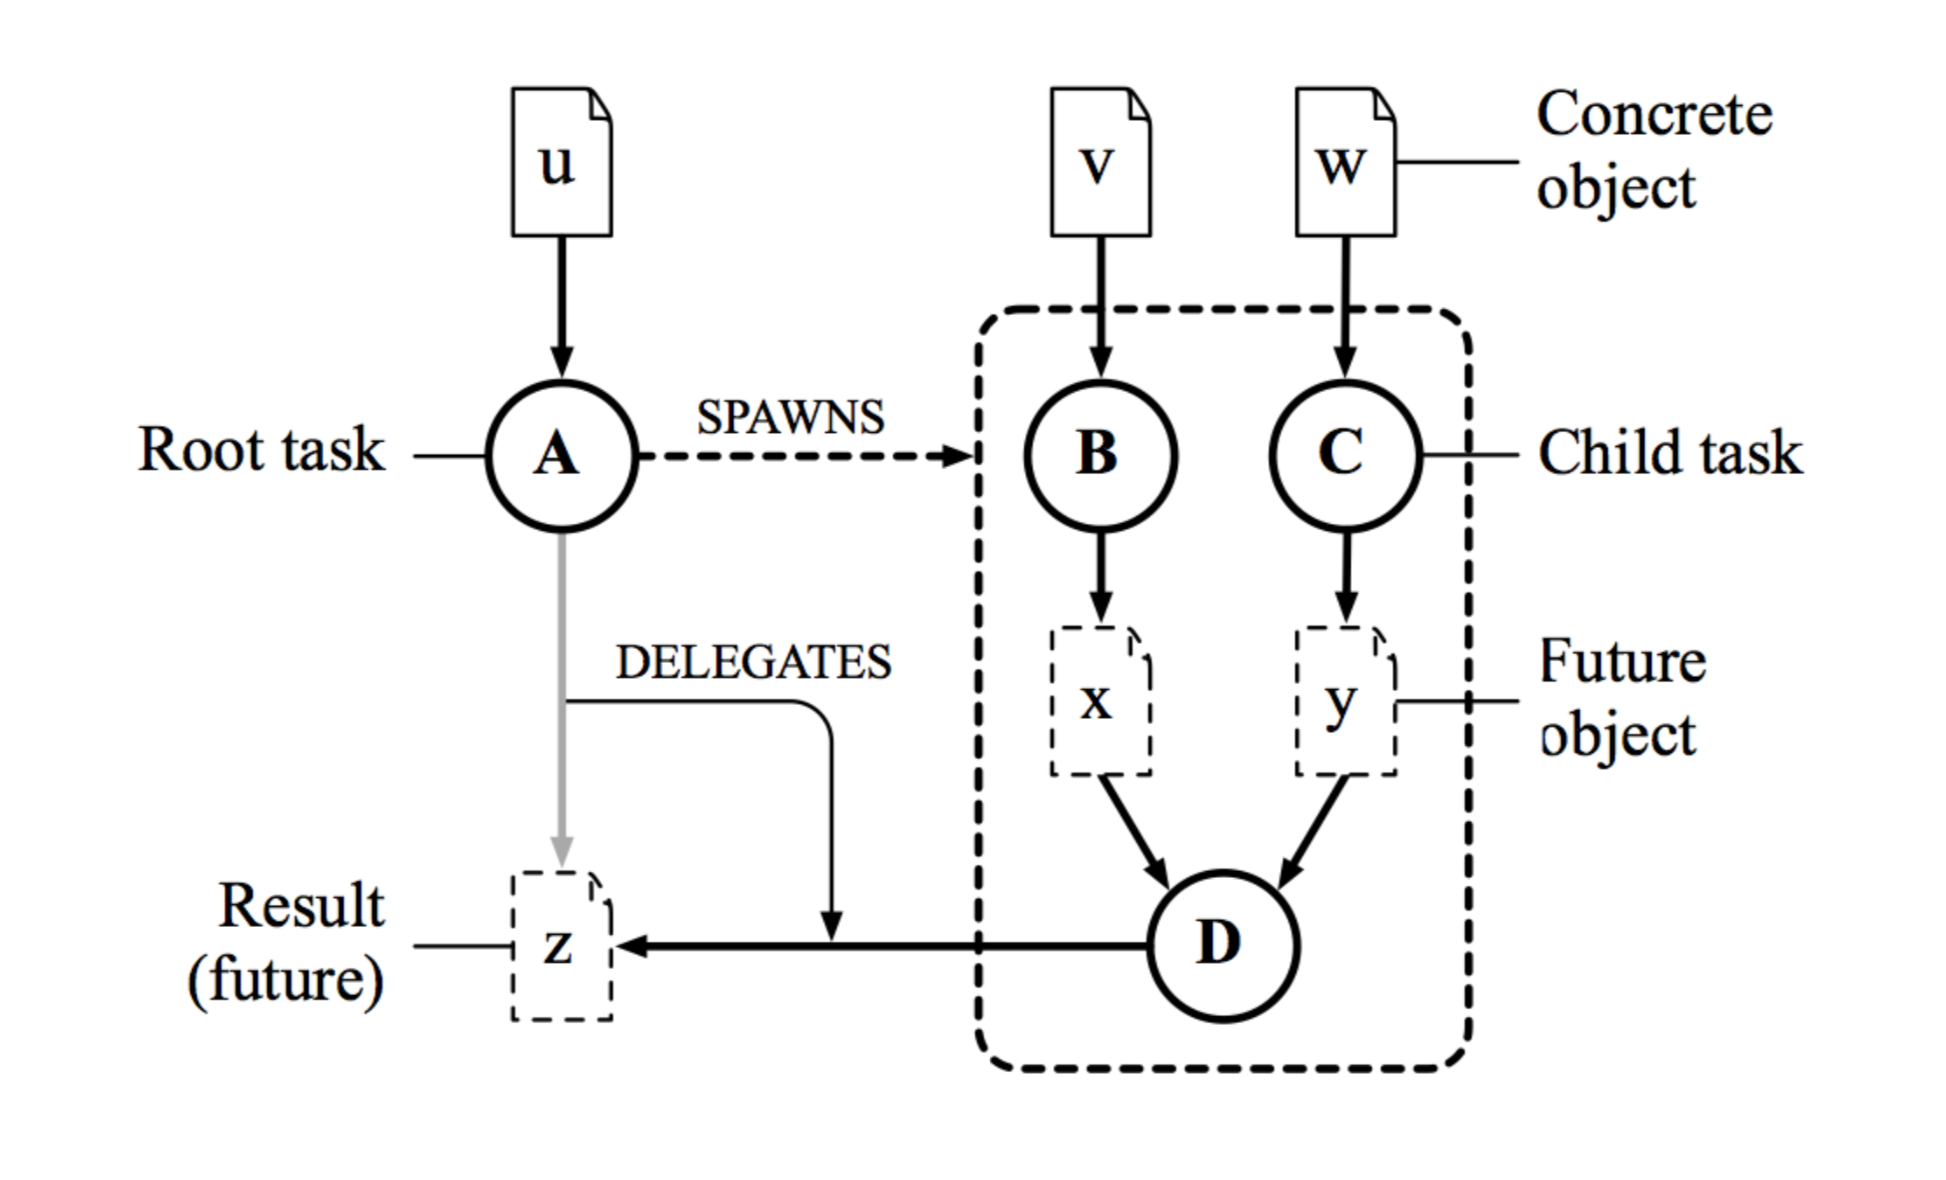 u
v
w
Concrete
object
Root task
A
SPAWNS
B
C
Child task
DELEGATES
x
y
Future
object
Result
(future)
z
D